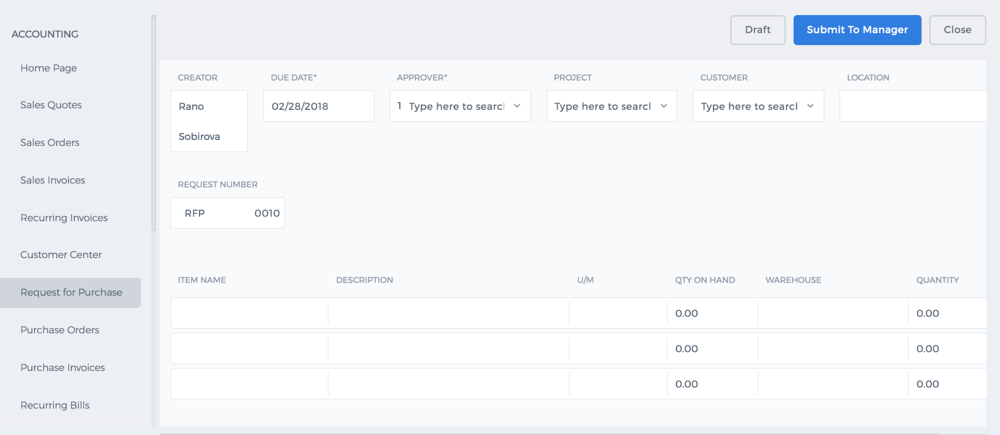 ACCOUNTING
Home Page
Sales Quotes
Sales Orders
Sales Invoices
Recurring Invoices
Customer Center
Request for Purchase
Purchase Orders
Purchase Invoices
Recurring Bills
Draft
Submit To Manager
Close
CREATOR
Rano
Sobirova
DUE DATE*
02/28/2018
APPROVER*
1 Type here to search
PROJECT
Type here to search
CUSTOMER
Type here to search
LOCATION
REQUEST NUMBER
RFP 0010
ITEM NAME DESCRIPTION U/M QTY ON HAND WAREHOUSE QUANTITY
0.00 0.00
0.00 0.00
0.00 0.00